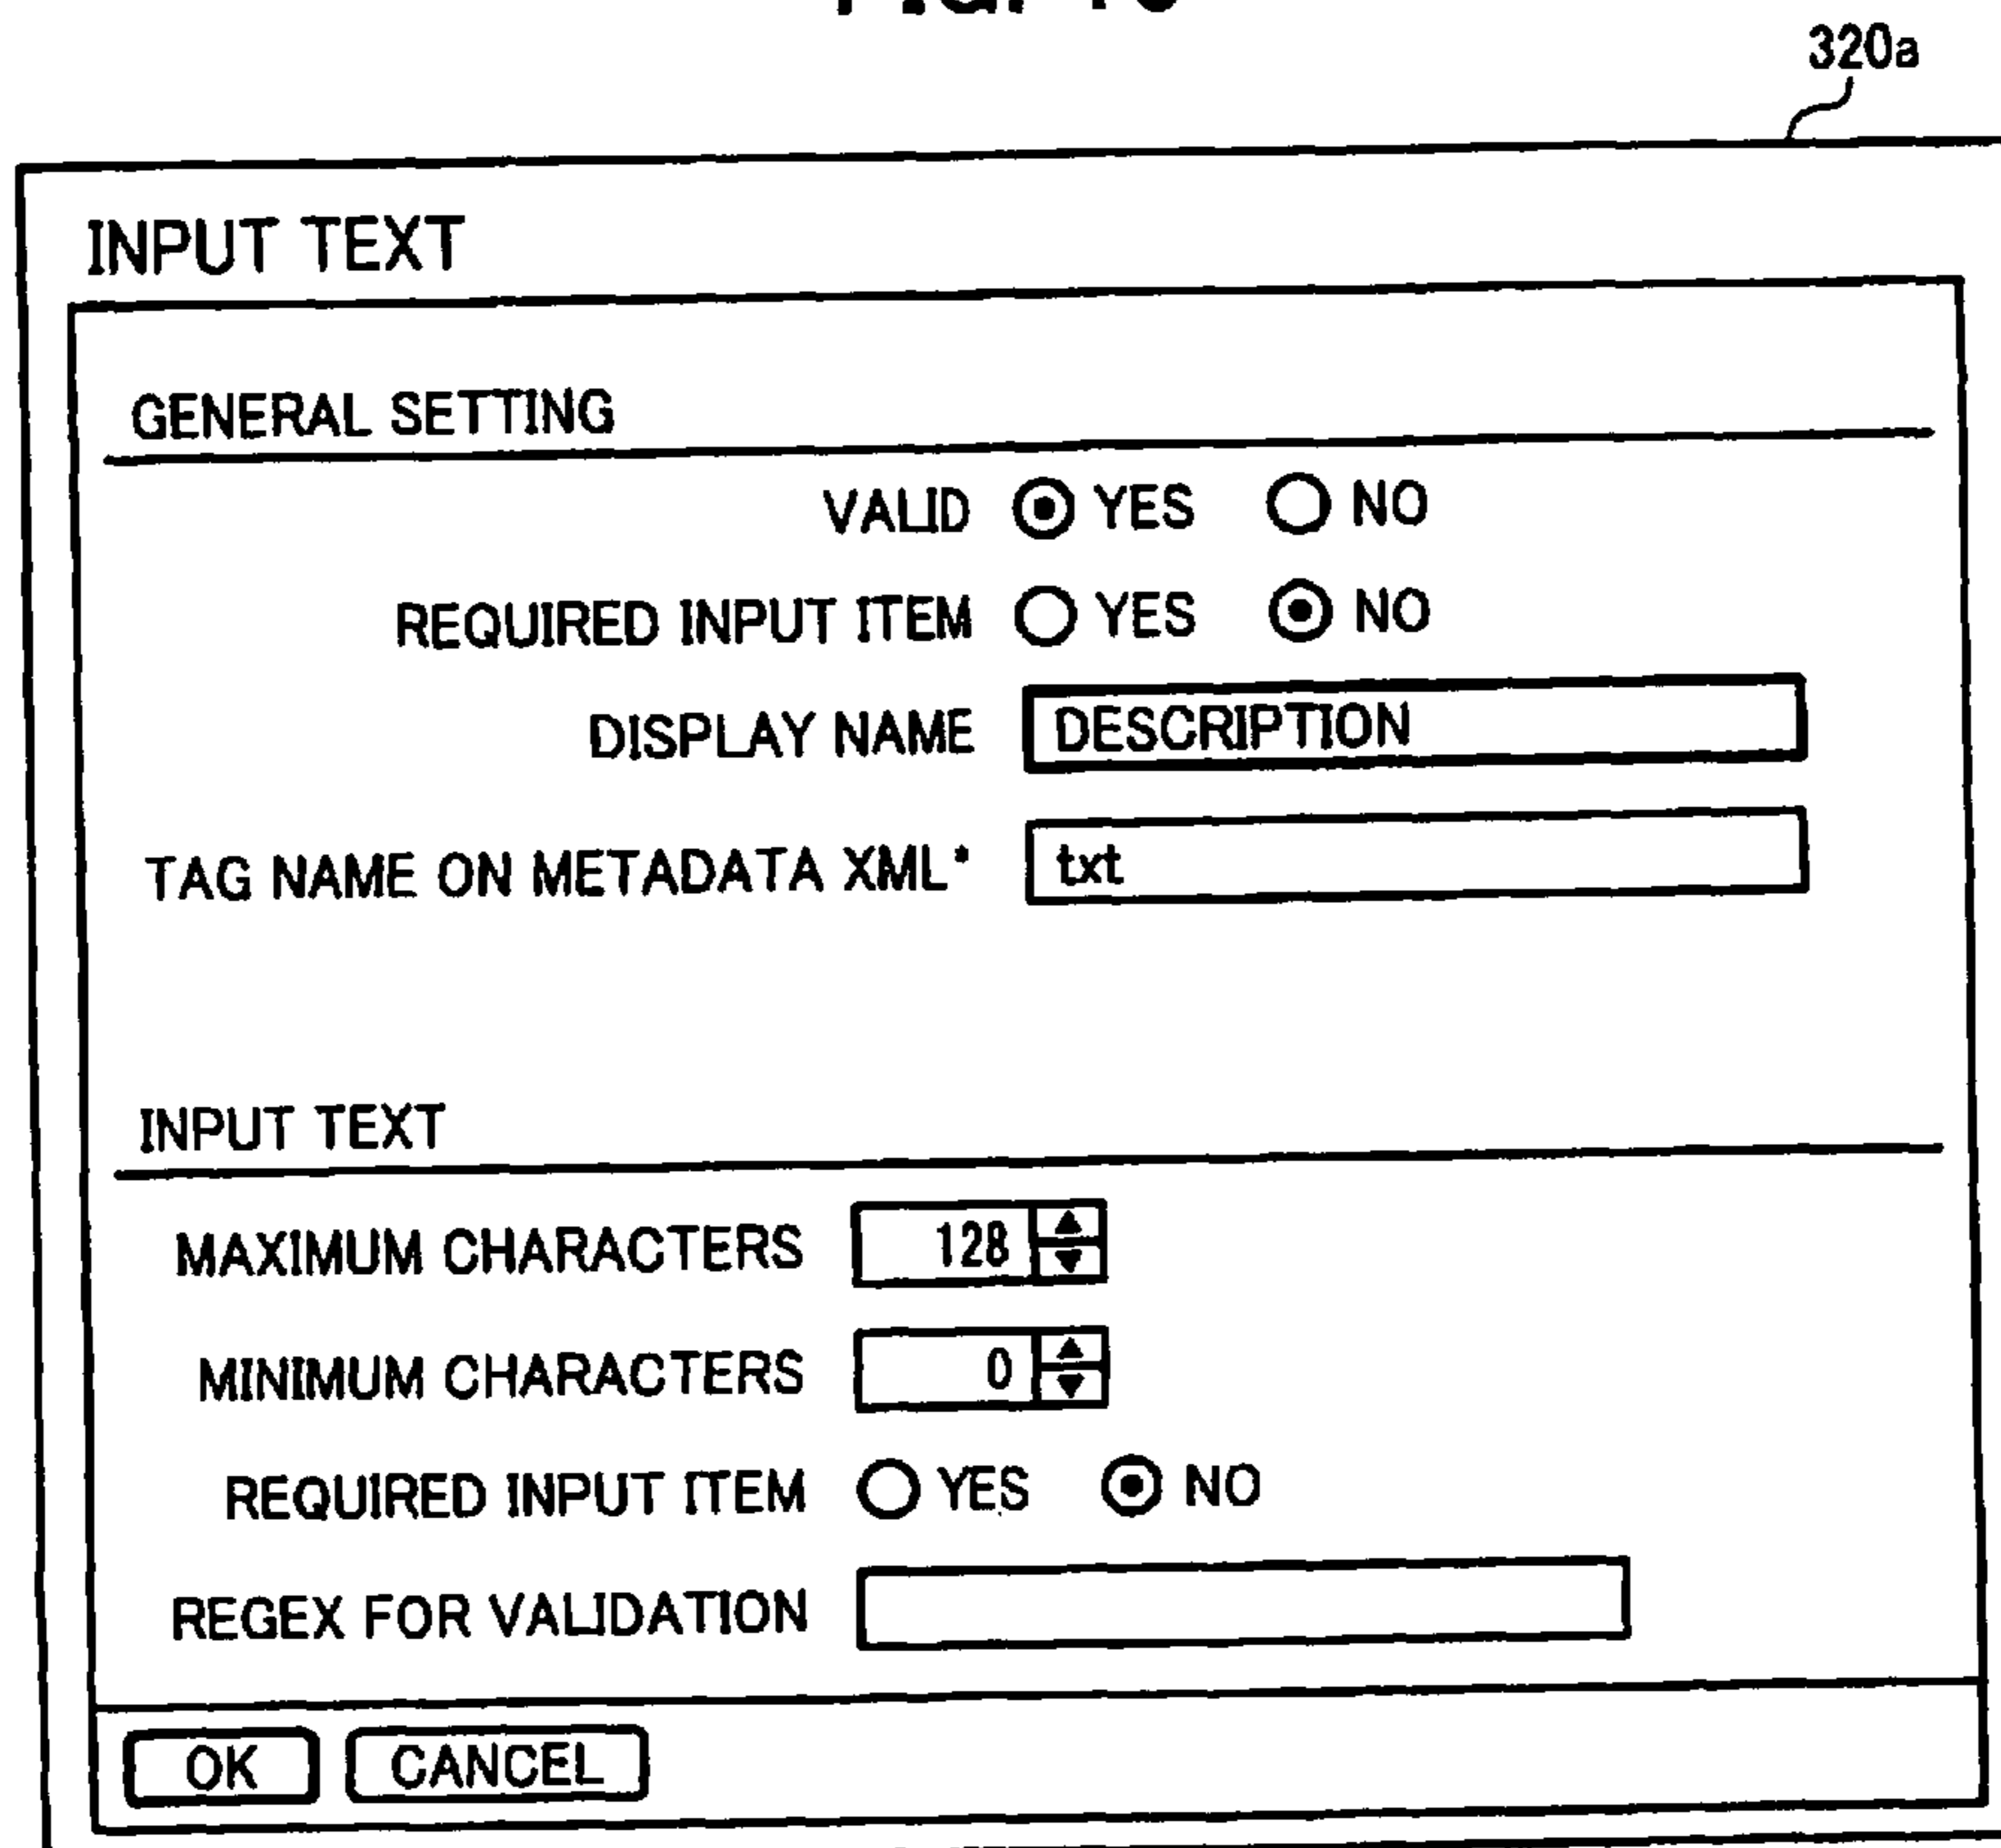 320a
INPUT TEXT
GENERAL SETTING
VALID YES NO
REQUIRED INPUT ITEM YES NO
DISPLAY NAME DESCRIPTION
TAG NAME ON METADATA XML* txt
INPUT TEXT
MAXIMUM CHARACTERS 128
MINIMUM CHARACTERS 0
REQUIRED INPUT ITEM YES NO
REGEX FOR VALIDATION
OK CANCEL